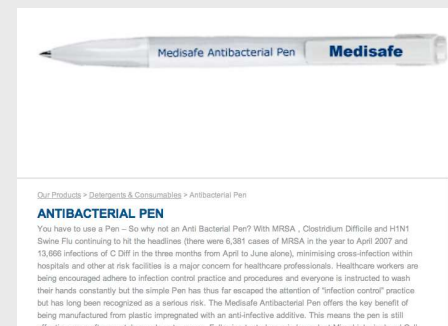 Medisafe Antibacterial Pen Medisafe
Our Products > Detergents & Consumables > Antibacterial Pen
ANTIBACTERIAL PEN
You have to use a Pen – So why not an Anti Bacterial Pen? With MRSA , Clostridium Difficile and H1N1
Swine Flu continuing to hit the headlines (there were 6,381 cases of MRSA in the year to April 2007 and
13,666 infections of C Diff in the three months from April to June alone), minimising cross-infection within
hospitals and other at risk facilities is a major concern for healthcare professionals. Healthcare workers are
being encouraged adhere to infection control practice and procedures and everyone is instructed to wash
their hands constantly but the simple Pen has thus far escaped the attention of "infection control" practice
but has long been recognized as a serious risk. The Medisafe Antibacterial Pen offers the key benefit of
being manufactured from plastic impregnated with an anti-infective additive. This means the pen is still